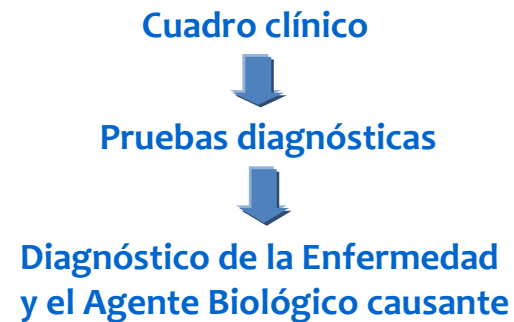 Cuadro clínico
Pruebas diagnósticas
Diagnóstico de la Enfermedad
y el Agente Biológico causante